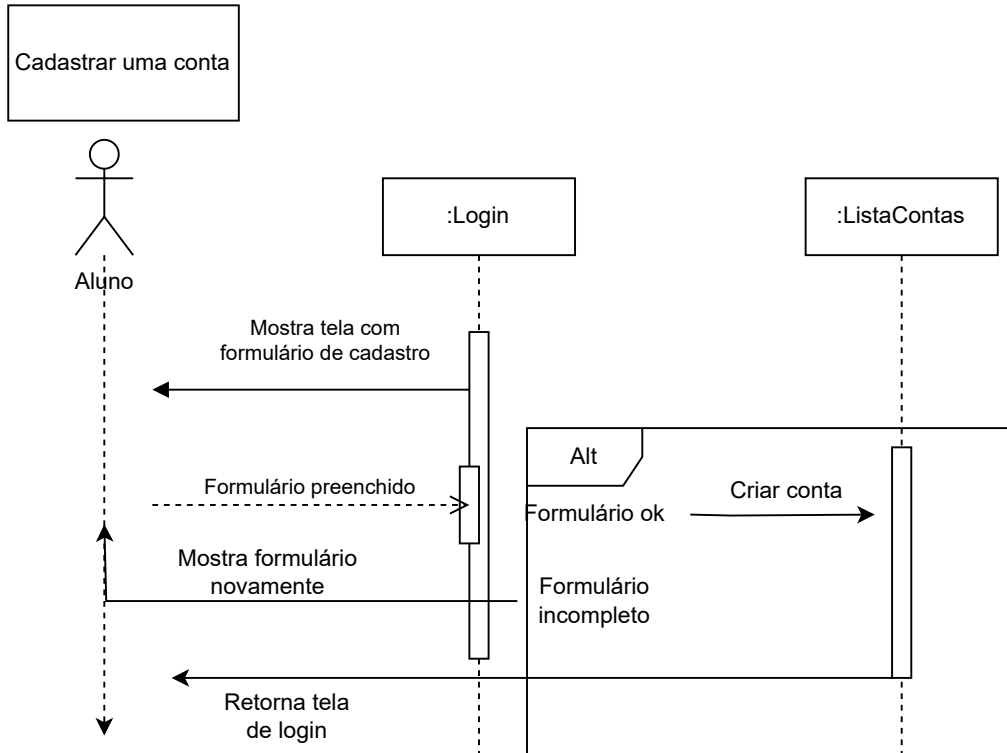 Cadastrar uma conta
Aluno
:Login
:ListaContas
Mostra tela com
formulário de cadastro
Alt
Formulário preenchido
Formulário ok
Criar conta
Mostra formulário
novamente
Formulário
incompleto
Retorna tela
de login